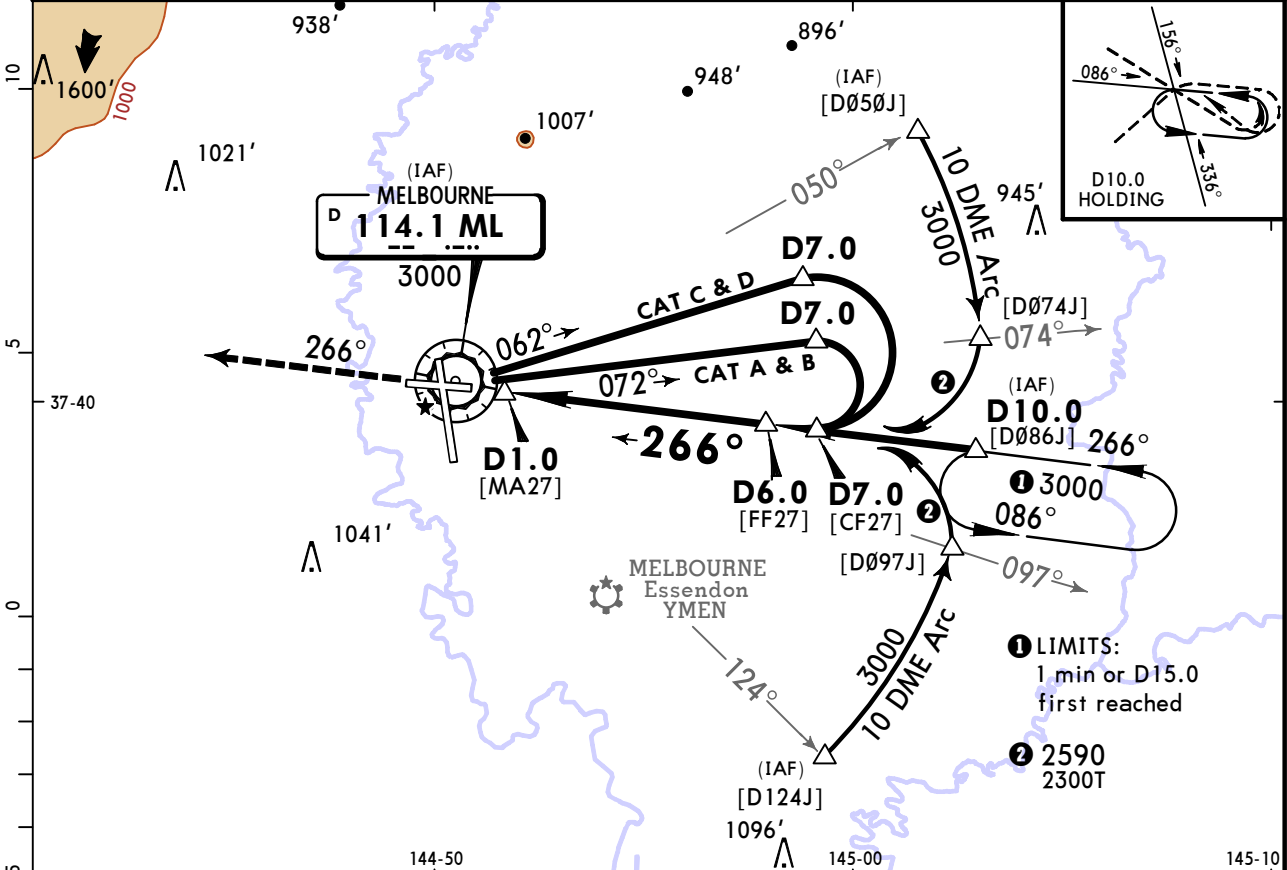 938'
896'
948'
1600'
1000
10
1007'
1021'
(IAF)
[DØ5ØJ]
050°
10 DME Arc
3000
945'
156°
086°
336°
D10.0
HOLDING
(IAF)
MELBOURNE
D
114.1 ML
3000
D7.0
CAT C & D
D7.0
CAT A & B
062°
072°
266°
5
37-40
[DØ74J]
074°
2
(IAF)
D10.0
[DØ86J]
266°
1 3000
086°
266°
D1.0
[MA27]
D6.0
[FF27]
D7.0
[CF27]
2
[DØ97J]
097°
1041'
MELBOURNE
Essendon
YMEN
124°
3000
10 DME Arc
0
1 LIMITS:
1 min or D15.0
first reached
2 2590
2300T
(IAF)
[D124J]
1096'
144-50
145-00
145-10